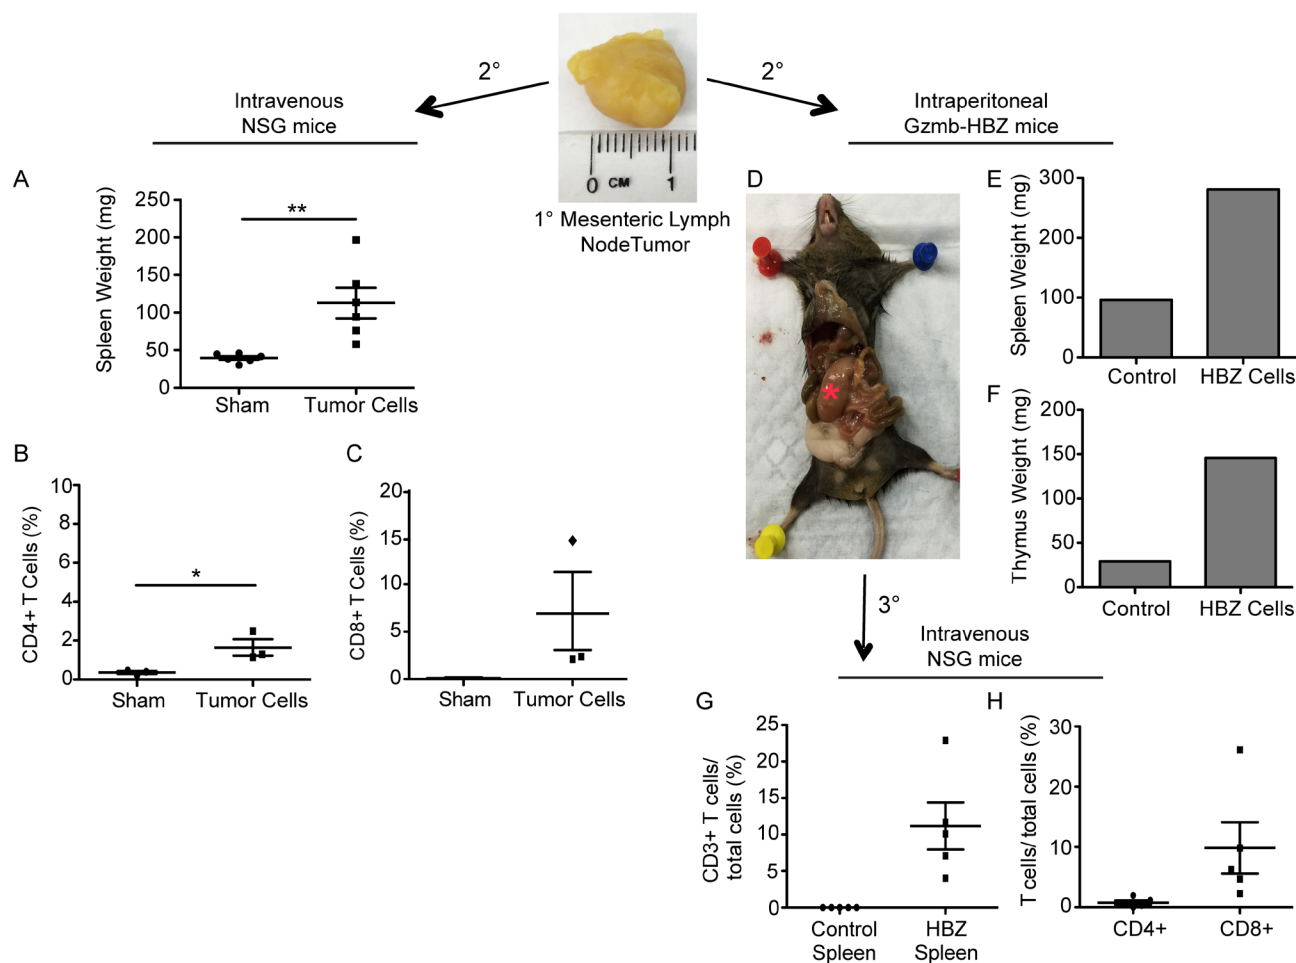 2°
2°
Intravenous
NSG mice
Intraperitoneal
Gzmb-HBZ mice
0 CM 1
1° Mesenteric Lymph
NodeTumor
A
Spleen Weight (mg)
250
200
150
100
50
0
**
Sham
Tumor Cells
B
CD4+ T Cells (%)
10
8
6
4
2
0
*
Sham
Tumor Cells
C
CD8+ T Cells (%)
20
15
10
5
0
Sham
Tumor Cells
D
*
E
Spleen Weight (mg)
300
200
100
0
Control
HBZ Cells
F
Thymus Weight (mg)
200
150
100
50
0
Control
HBZ Cells
3°
Intravenous
NSG mice
G
CD3+ T cells/
total cells (%)
25
20
15
10
5
0
Control
Spleen
HBZ
Spleen
H
T cells/ total cells (%)
30
20
10
0
CD4+
CD8+